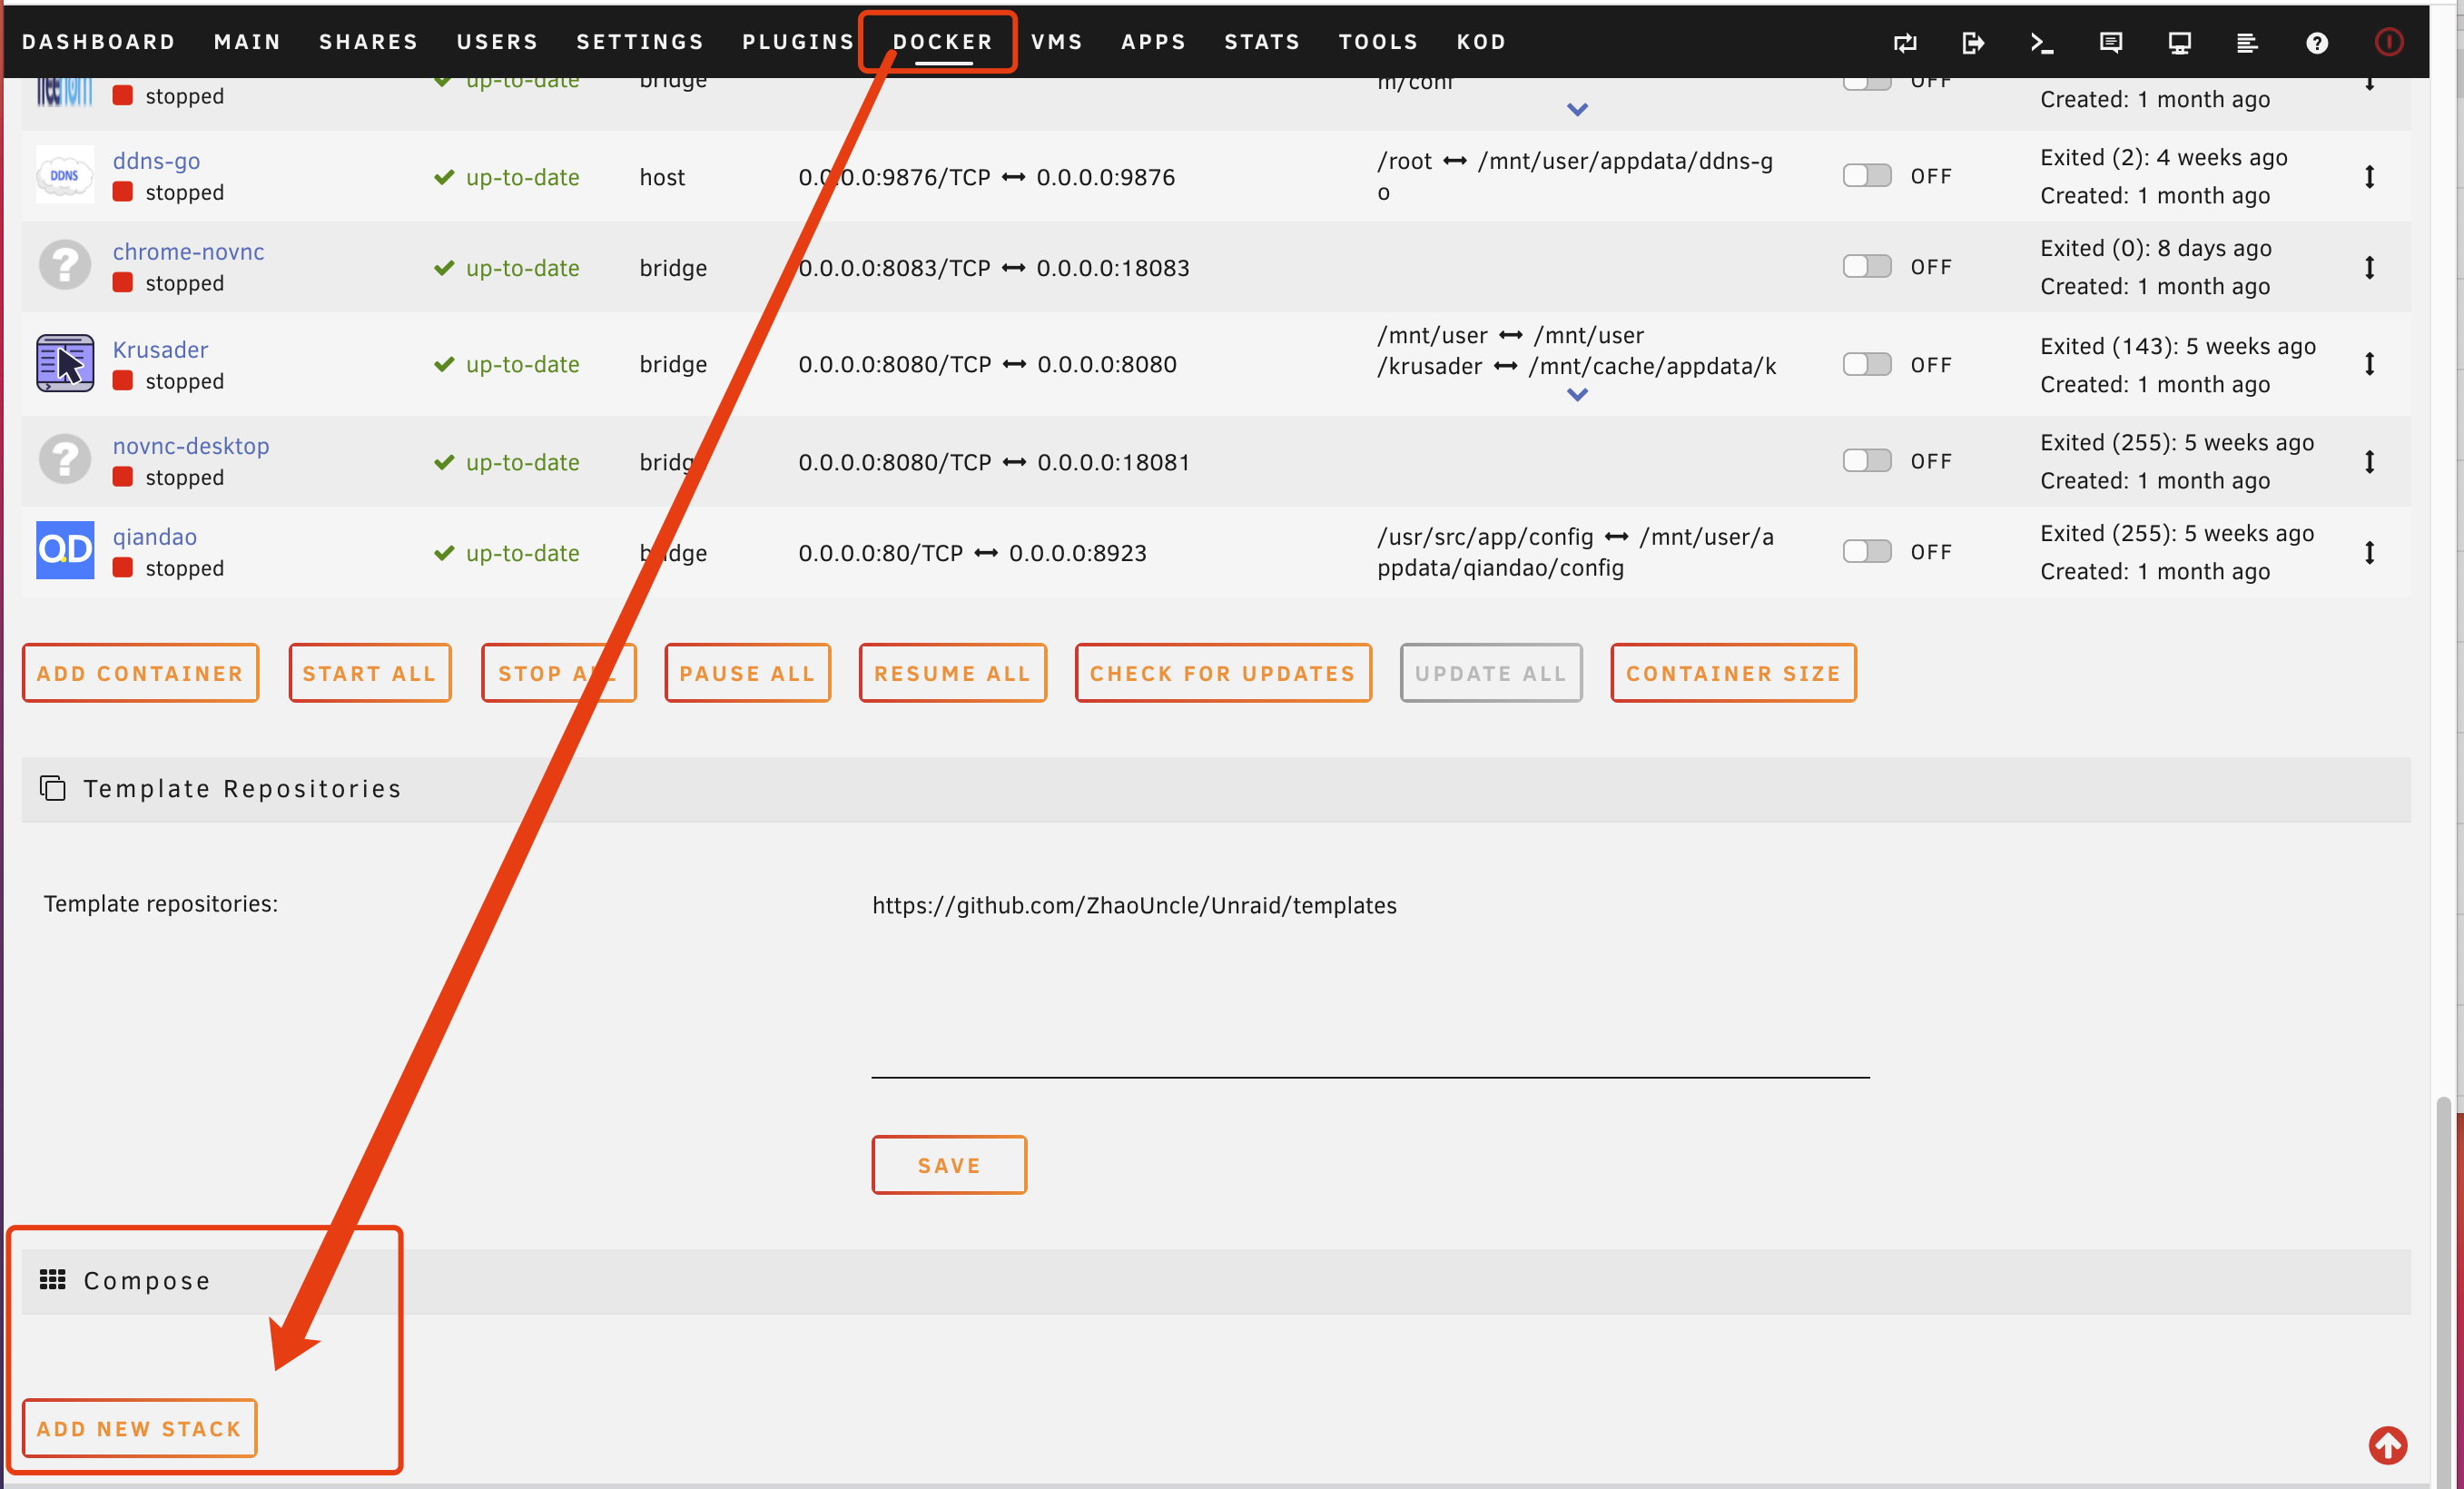 DASHBOARD MAIN SHARES USERS SETTINGS PLUGINS DOCKER VMS APPS STATS TOOLS KOD
stopped up-to-date bridge m/conf OFF Created: 1 month ago
DDNS
ddns-go
stopped
up-to-date host 0.0.0.0:9876/TCP ↔ 0.0.0.0:9876
/root ↔ /mnt/user/appdata/ddns-g
o
OFF
Exited (2): 4 weeks ago
Created: 1 month ago
chrome-novnc
stopped
up-to-date bridge 0.0.0.0:8083/TCP ↔ 0.0.0.0:18083
OFF
Exited (0): 8 days ago
Created: 1 month ago
Krusader
stopped
up-to-date bridge 0.0.0.0:8080/TCP ↔ 0.0.0.0:8080
/mnt/user ↔ /mnt/user
/krusader ↔ /mnt/cache/appdata/k
OFF
Exited (143): 5 weeks ago
Created: 1 month ago
novnc-desktop
stopped
up-to-date bridge 0.0.0.0:8080/TCP ↔ 0.0.0.0:18081
OFF
Exited (255): 5 weeks ago
Created: 1 month ago
QD
qiandao
stopped
up-to-date bridge 0.0.0.0:80/TCP ↔ 0.0.0.0:8923
/usr/src/app/config ↔ /mnt/user/a
ppdata/qiandao/config
OFF
Exited (255): 5 weeks ago
Created: 1 month ago
ADD CONTAINER START ALL STOP ALL PAUSE ALL RESUME ALL CHECK FOR UPDATES UPDATE ALL CONTAINER SIZE
Template Repositories
Template repositories: https://github.com/ZhaoUncle/Unraid/templates
SAVE
Compose
ADD NEW STACK